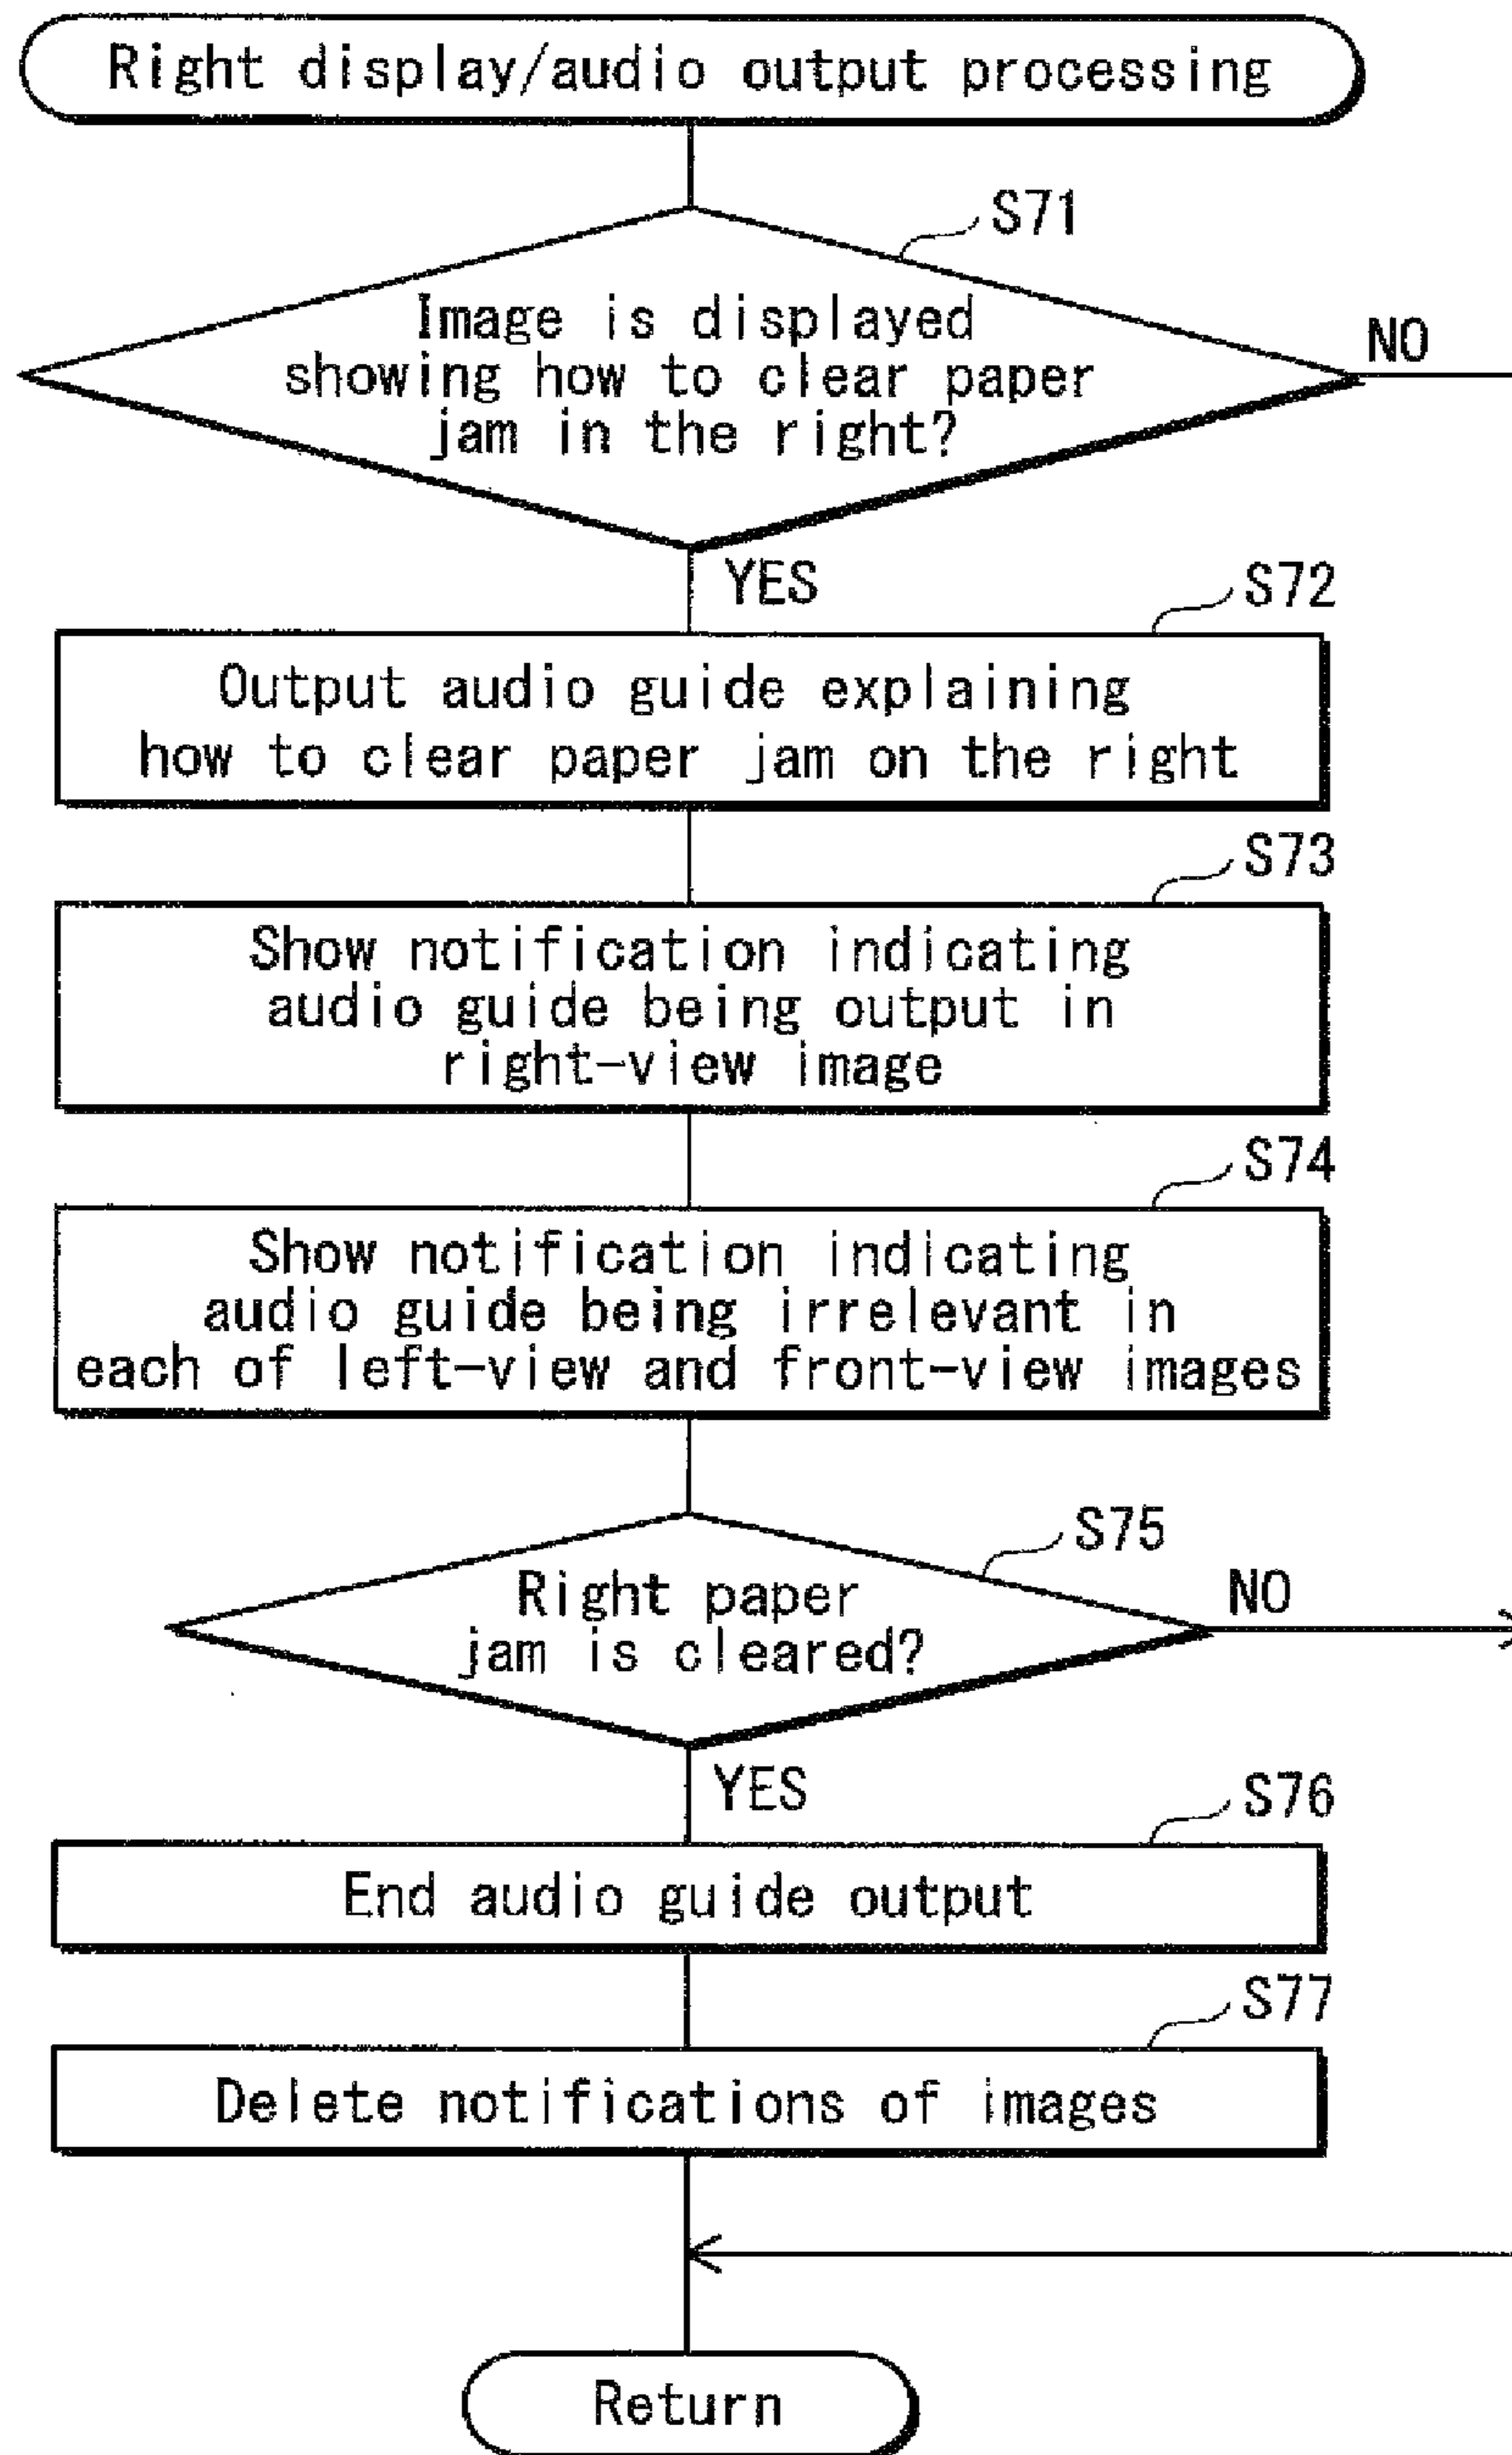 Right display/audio output processing
S71
Image is displayed
showing how to clear paper
jam in the right?
NO
YES
S72
Output audio guide explaining
how to clear paper jam on the right
S73
Show notification indicating
audio guide being output in
right-view image
S74
Show notification indicating
audio guide being irrelevant in
each of left-view and front-view images
S75
Right paper
jam is cleared?
NO
YES
S76
End audio guide output
S77
Delete notifications of images
Return